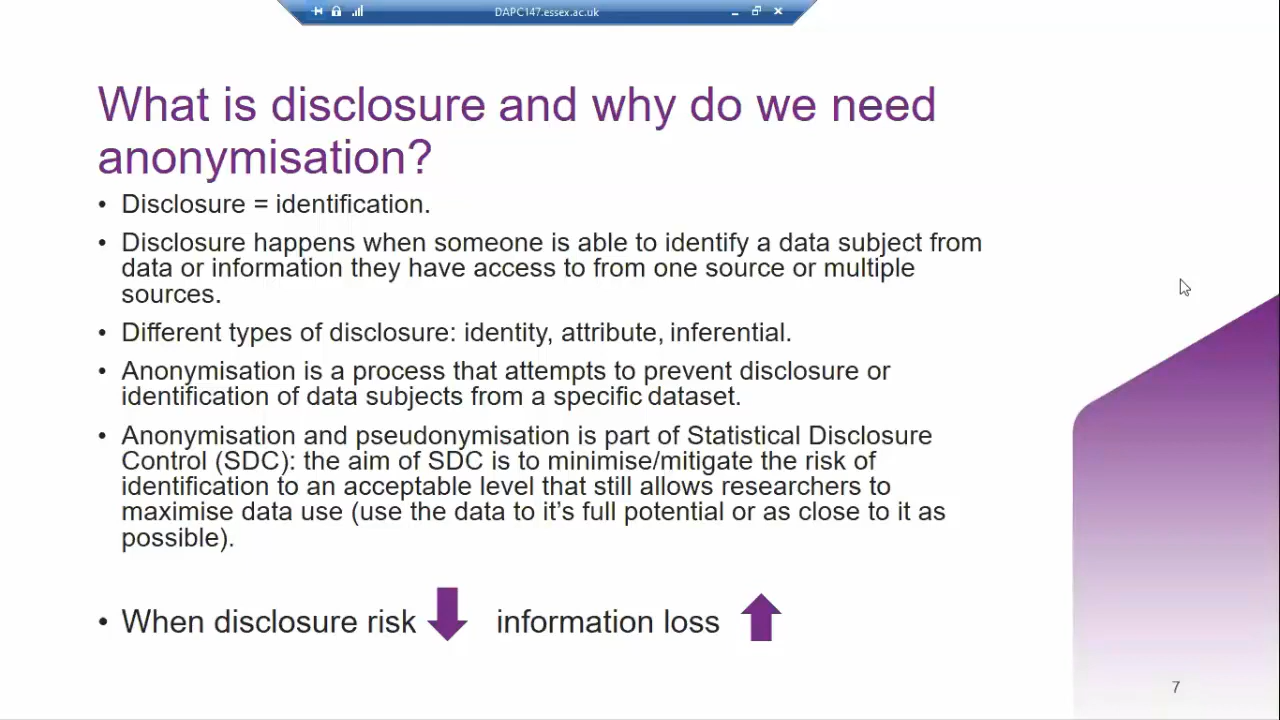 DAPC147.essex.ac.uk
What is disclosure and why do we need
anonymisation?
• Disclosure = identification.
• Disclosure happens when someone is able to identify a data subject from
data or information they have access to from one source or multiple
sources.
• Different types of disclosure: identity, attribute, inferential.
• Anonymisation is a process that attempts to prevent disclosure or
identification of data subjects from a specific dataset.
• Anonymisation and pseudonymisation is part of Statistical Disclosure
Control (SDC): the aim of SDC is to minimise/mitigate the risk of
identification to an acceptable level that still allows researchers to
maximise data use (use the data to it's full potential or as close to it as
possible).
• When disclosure risk information loss
7